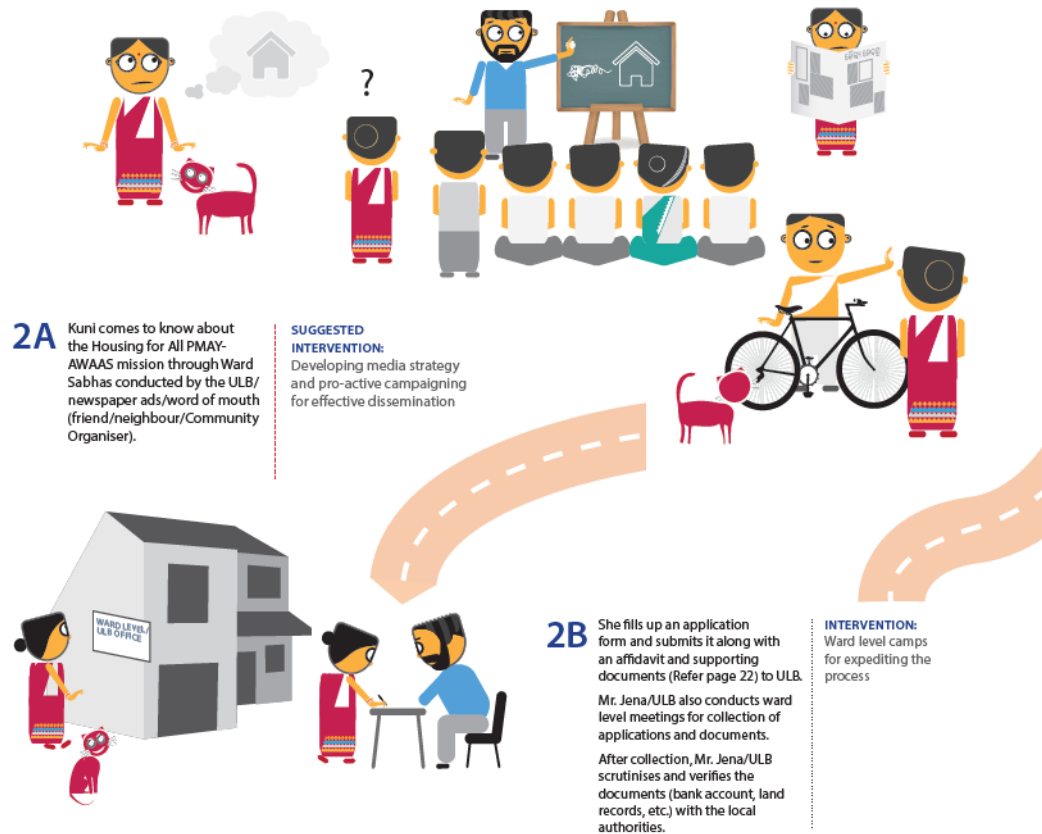 ?
2A
Kuni comes to know about
the Housing for All PMAY-
AWAAS mission through Ward
Sabhas conducted by the ULB/
newspaper ads/word of mouth
(friend/neighbour/Community
Organiser).
SUGGESTED
INTERVENTION:
Developing media strategy
and pro-active campaigning
for effective dissemination
WARD LEVEL/
ULB OFFICE
2B
She fills up an application
form and submits it along with
an affidavit and supporting
documents (Refer page 22) to ULB.
Mr. Jena/ULB also conducts ward
level meetings for collection of
applications and documents.
After collection, Mr. Jena/ULB
scrutinises and verifies the
documents (bank account, land
records, etc.) with the local
authorities.
INTERVENTION:
Ward level camps
for expediting the
process